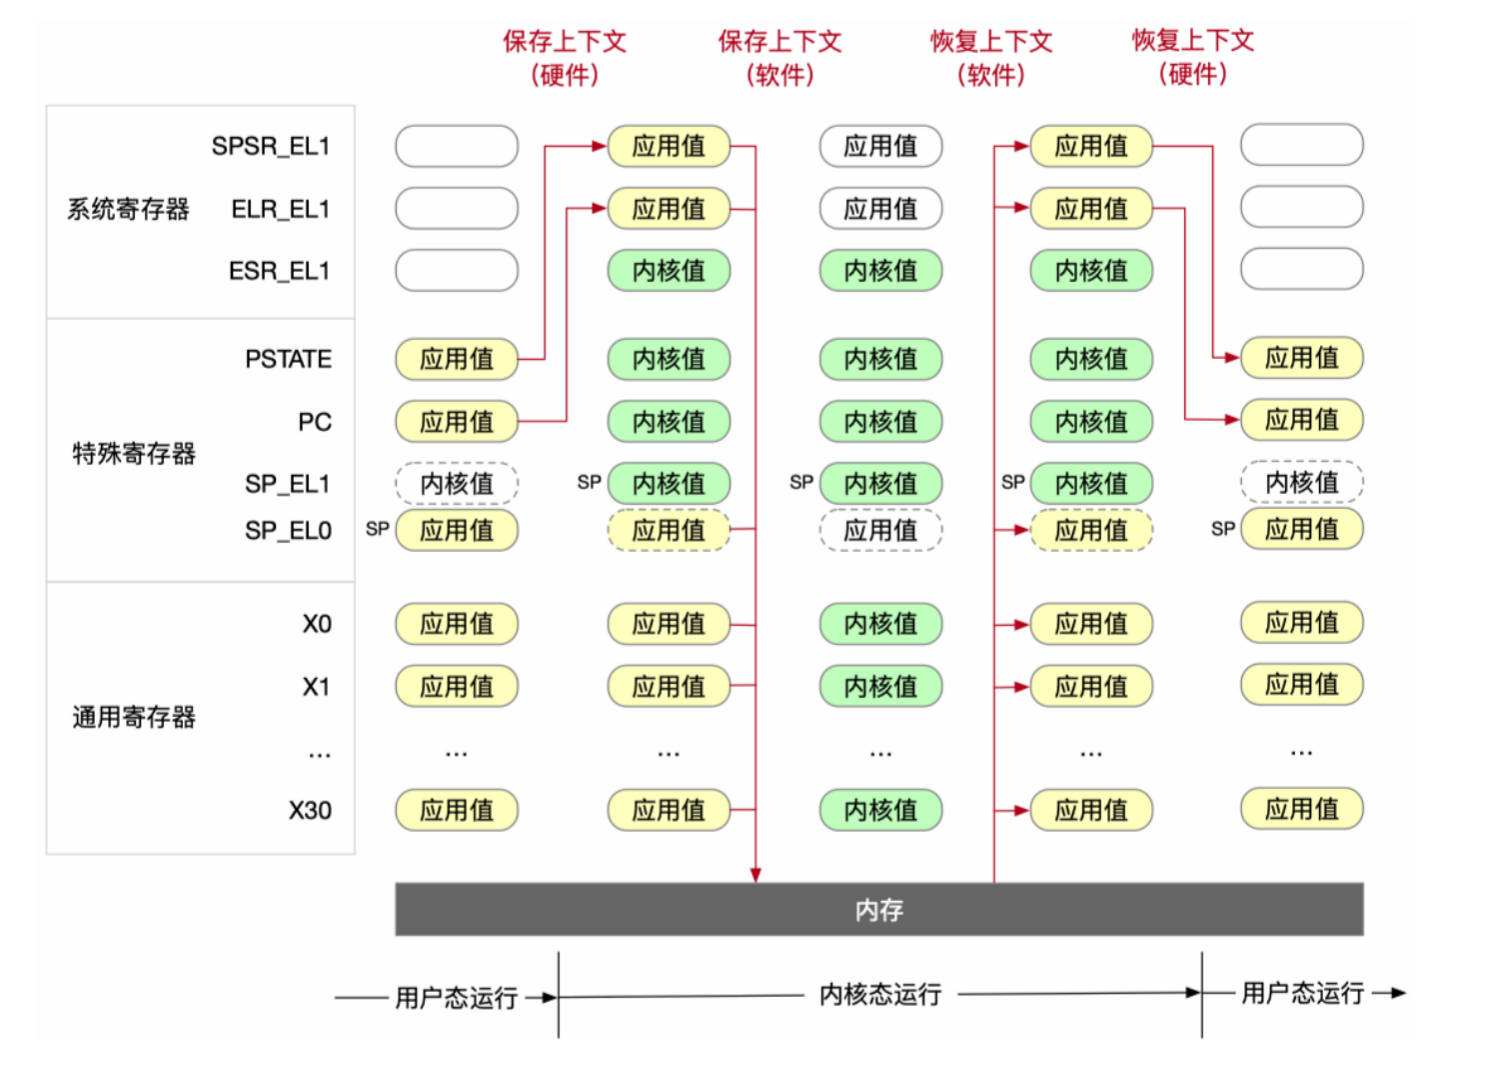 保存上下文 保存上下文 恢复上下文 恢复上下文
（硬件） （软件） （软件） （硬件）
SPSR_EL1 应用值 应用值 应用值
系统寄存器 ELR_EL1 应用值 应用值 应用值
ESR_EL1 内核值 内核值 内核值
PSTATE 应用值 内核值 内核值 内核值 应用值
PC 应用值 内核值 内核值 内核值 应用值
特殊寄存器
SP_EL1 内核值 SP 内核值 SP 内核值 SP 内核值 内核值
SP_EL0 SP 应用值 应用值 应用值 应用值 SP 应用值
X0 应用值 应用值 内核值 应用值 应用值
X1 应用值 应用值 内核值 应用值 应用值
通用寄存器
... ... ... ... ... ...
X30 应用值 应用值 内核值 应用值 应用值
内存
用户态运行 内核态运行 用户态运行